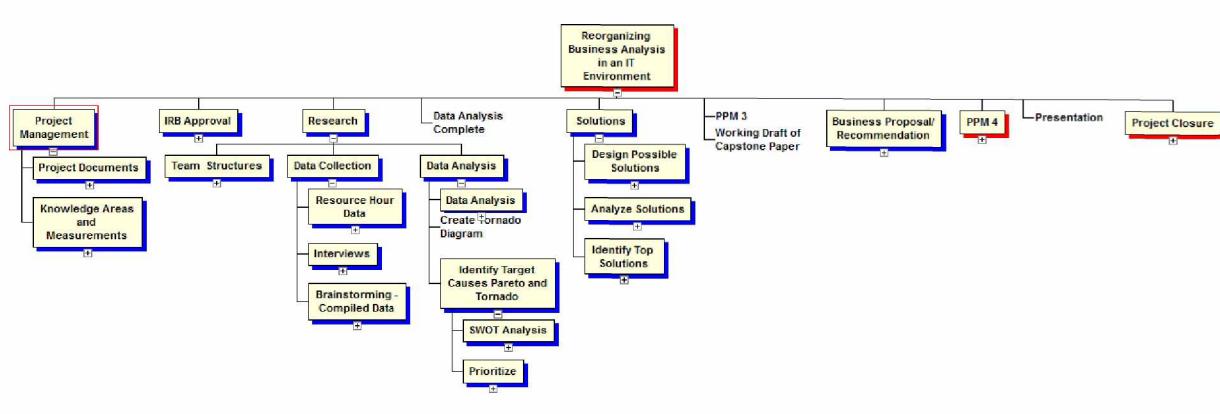 Reorganizing
Business Analysis
in an IT
Environment
Project
Management
IRB Approval
Research
Data Analysis
Complete
Solutions
PPM 3
Working Draft of
Capstone Paper
Business Proposal/
Recommendation
PPM 4
Presentation
Project Closure
Project Documents
Knowledge Areas
and
Measurements
Team Structures
Data Collection
Resource Hour
Data
Interviews
Brainstorming -
Compiled Data
Data Analysis
Data Analysis
Create Tornado
Diagram
Identify Target
Causes Pareto and
Tornado
SWOT Analysis
Prioritize
Design Possible
Solutions
Analyze Solutions
Identify Top
Solutions